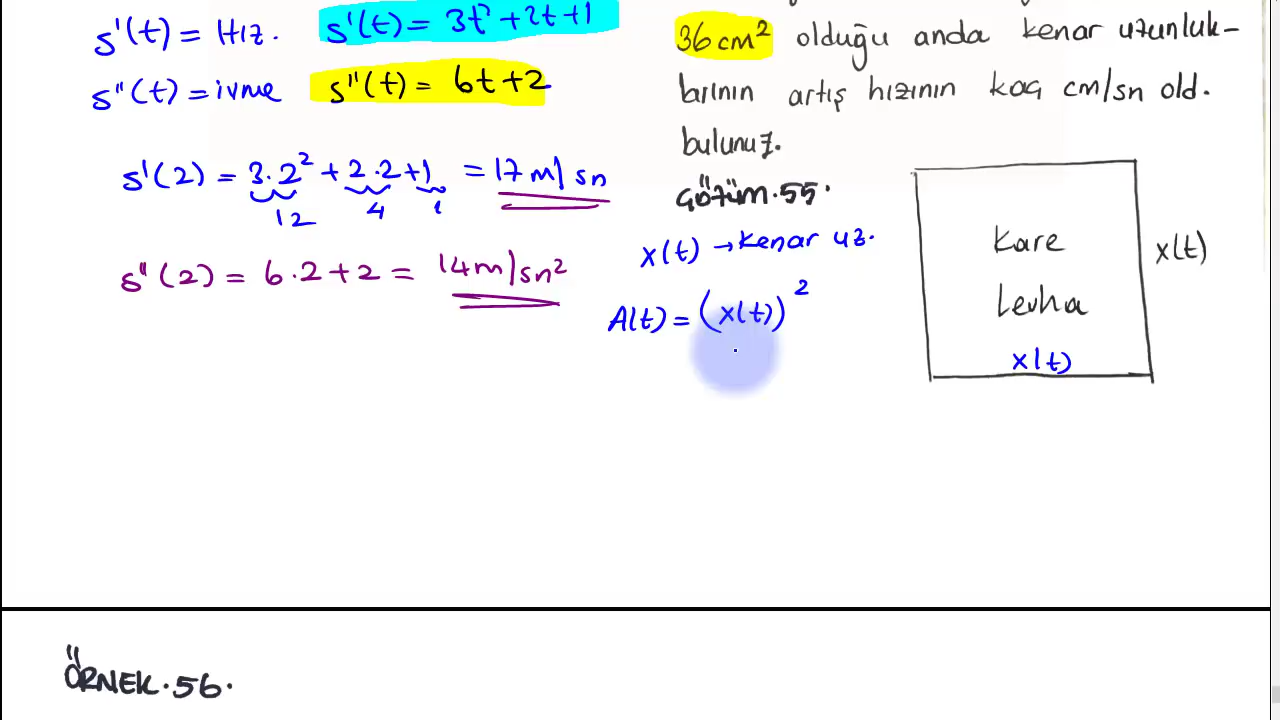 s'(t) = Hız. s'(t) = 3t²+2t+1
s''(t) = ivme s''(t) = 6t+2
s'(2) = 3.2² + 2.2 + 1 = 17 m/sn
12 4 1
s''(2) = 6.2+2 = 14m/sn²
36 cm² olduğu anda kenar uzunluk-
larının artış hızının kaç cm/sn old.
bulunuz.
Çözüm.55.
x(t) → kenar uz.
A(t) = (x(t))²
kare
levha
x(t)
x(t)
ÖRNEK.56.